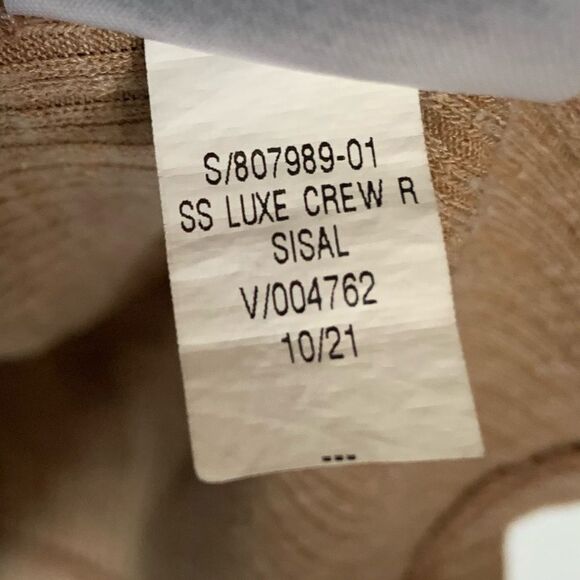 S/807989-01
SS LUXE CREW R
SISAL
V/004762
10/21
---